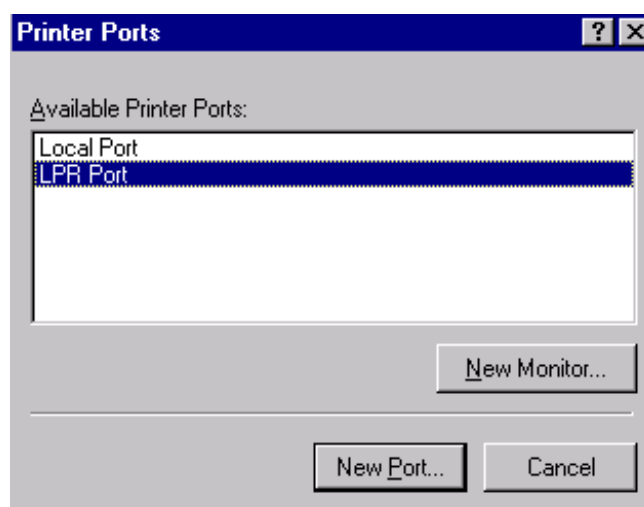 Printer Ports
Available Printer Ports:
Local Port
LPR Port
New Monitor...
New Port...
Cancel